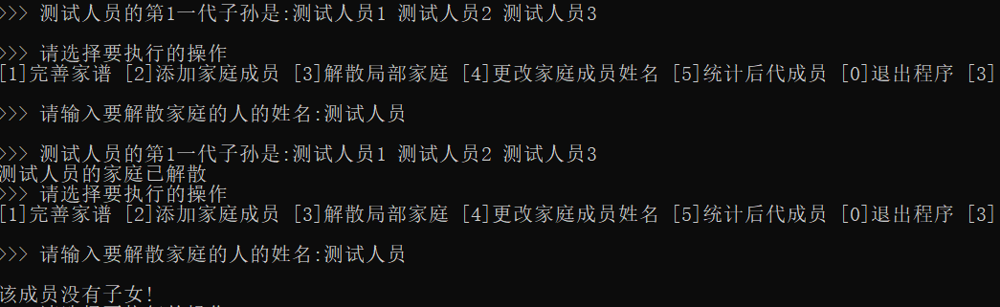 >>> 测试人员的第1一代子孙是:测试人员1 测试人员2 测试人员3
>>> 请选择要执行的操作
[1]完善家谱 [2]添加家庭成员 [3]解散局部家庭 [4]更改家庭成员姓名 [5]统计后代成员 [0]退出程序 [3]
>>> 请输入要解散家庭的人的姓名:测试人员
>>> 测试人员的第1一代子孙是:测试人员1 测试人员2 测试人员3
测试人员的家庭已解散
>>> 请选择要执行的操作
[1]完善家谱 [2]添加家庭成员 [3]解散局部家庭 [4]更改家庭成员姓名 [5]统计后代成员 [0]退出程序 [3]
>>> 请输入要解散家庭的人的姓名:测试人员
该成员没有子女!